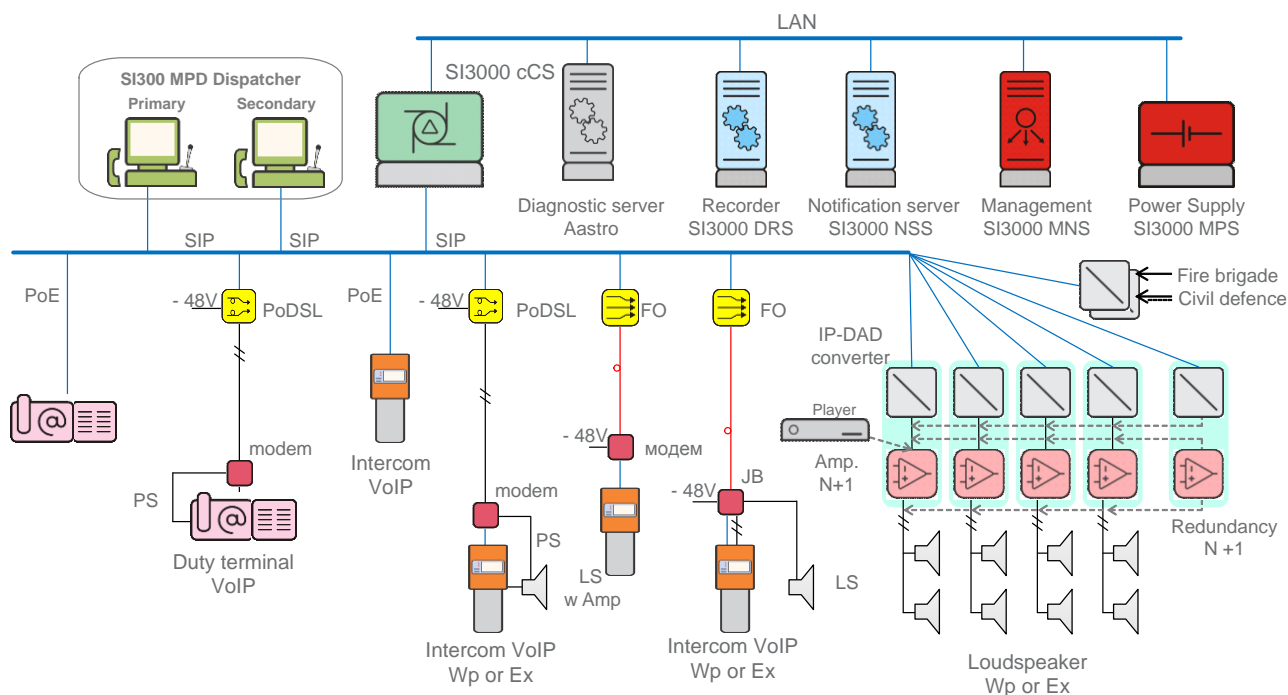 LAN
SI300 MPD Dispatcher
Primary
Secondary
SI3000 cCS
Diagnostic server
Aastro
Recorder
SI3000 DRS
Notification server
SI3000 NSS
Management
SI3000 MNS
Power Supply
SI3000 MPS
SIP
SIP
SIP
PoE
- 48V
PoDSL
PoE
- 48V
PoDSL
FO
FO
Fire brigade
Civil defence
IP-DAD
converter
Player
Amp.
N+1
modem
PS
Duty terminal
VoIP
Intercom
VoIP
modem
PS
- 48V
модем
JB
- 48V
LS
w Amp
LS
Redundancy
N +1
Intercom VoIP
Wp or Ex
Intercom VoIP
Wp or Ex
Loudspeaker
Wp or Ex
@
@